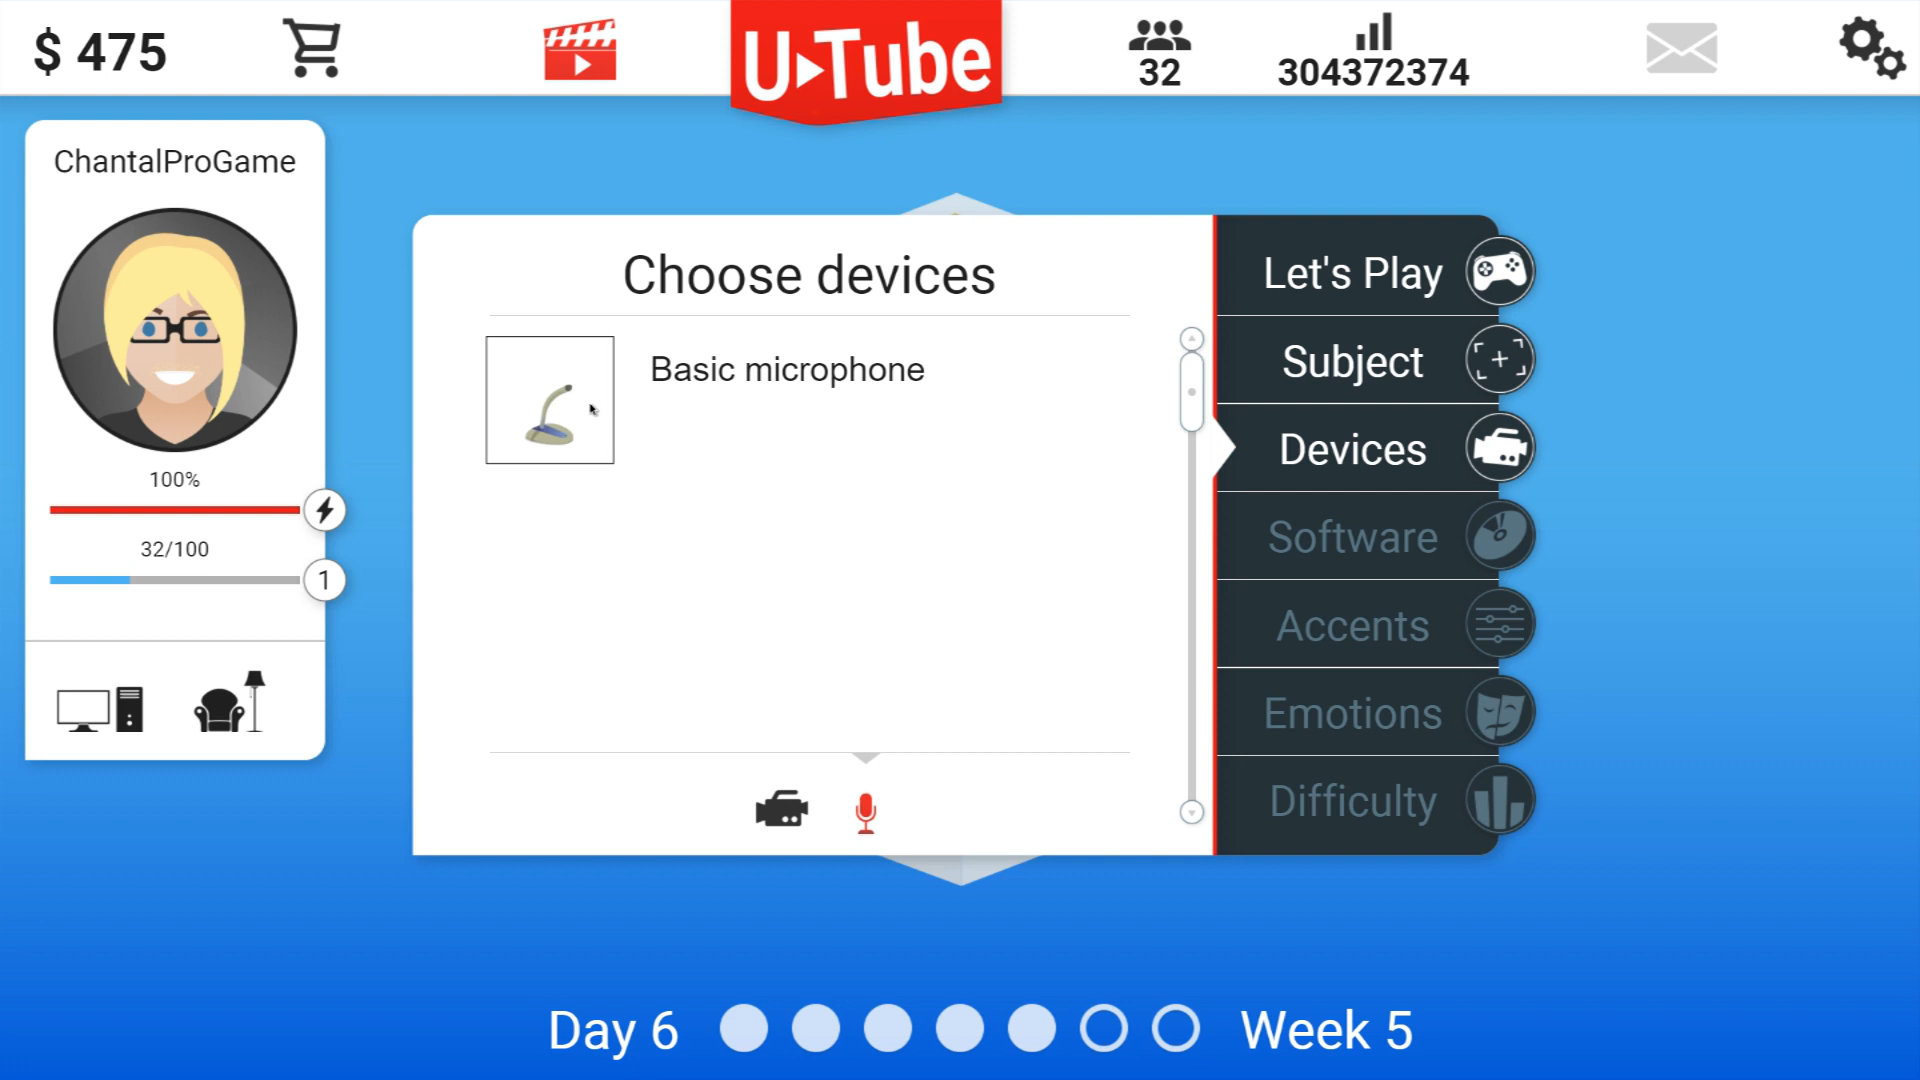 $ 475
U Tube
32
304372374
ChantalProGame
100%
32/100
1
Choose devices
Basic microphone
Let's Play
Subject
Devices
Software
Accents
Emotions
Difficulty
Day 6
Week 5